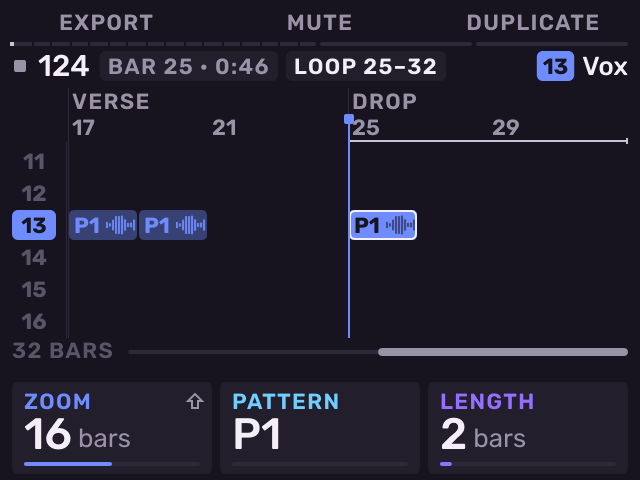 EXPORT MUTE DUPLICATE
124 BAR 25 • 0:46 LOOP 25–32 13 Vox
VERSE DROP
17 21 25 29
11
12
13 P1 P1 P1
14
15
16
32 BARS
ZOOM PATTERN LENGTH
16 bars P1 2 bars